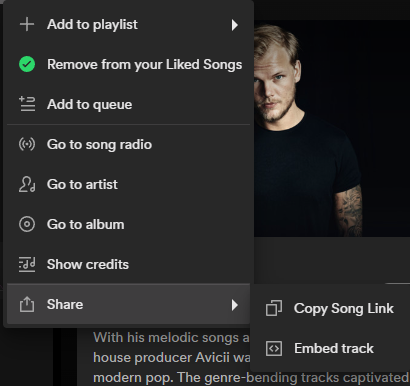 Add to playlist
Remove from your Liked Songs
Add to queue
Go to song radio
Go to artist
Go to album
Show credits
Share
Copy Song Link
Embed track
With his melodic songs a
house producer Avicii wa
modern pop. The genre-bending tracks captivated